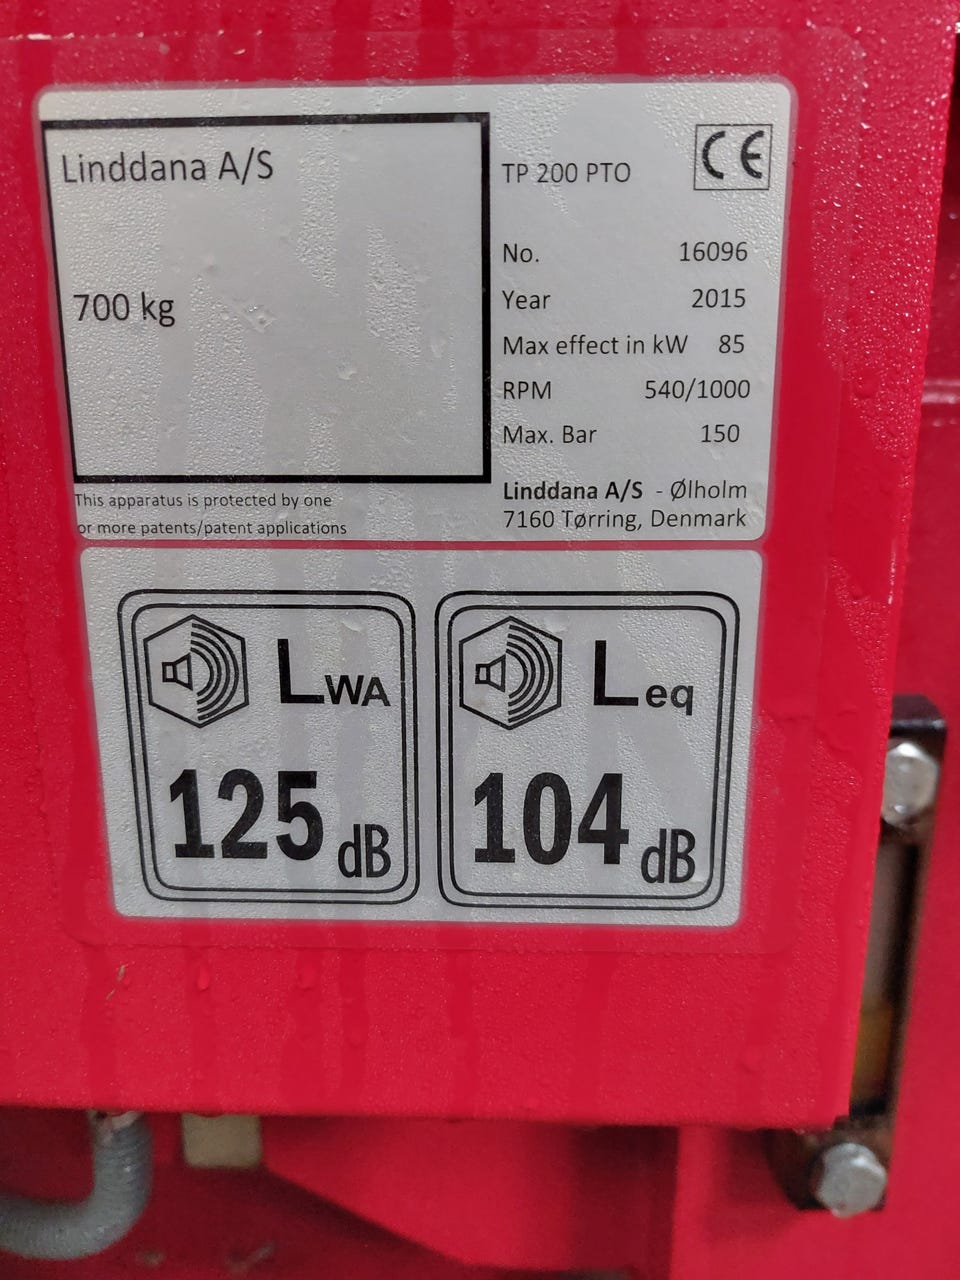 Linddana A/S
700 kg
This apparatus is protected by one
or more patents/patent applications
TP 200 PTO CE
No. 16096
Year 2015
Max effect in kW 85
RPM 540/1000
Max. Bar 150
Linddana A/S - Ølholm
7160 Tørring, Denmark
LWA
125 dB
Leq
104 dB